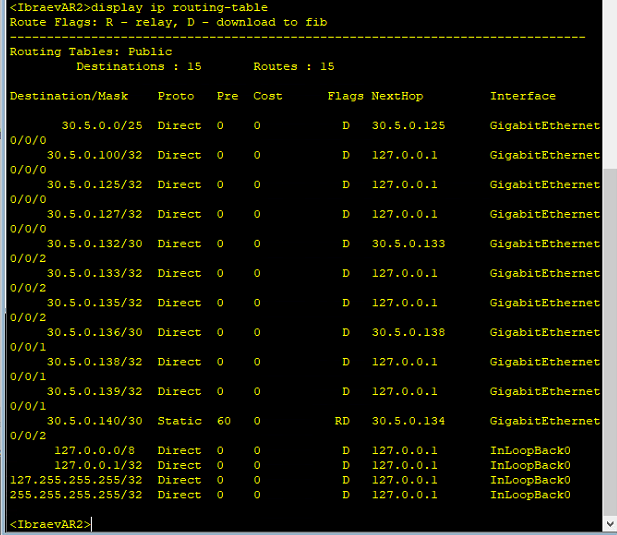 <IbraevAR2>display ip routing-table
Route Flags: R - relay, D - download to fib
------------------------------------------------------------------------------
Routing Tables: Public
         Destinations : 15       Routes : 15

Destination/Mask    Proto   Pre  Cost      Flags NextHop         Interface

       30.5.0.0/25  Direct  0    0           D   30.5.0.125      GigabitEthernet
0/0/0
     30.5.0.100/32  Direct  0    0           D   127.0.0.1       GigabitEthernet
0/0/0
     30.5.0.125/32  Direct  0    0           D   127.0.0.1       GigabitEthernet
0/0/0
     30.5.0.127/32  Direct  0    0           D   127.0.0.1       GigabitEthernet
0/0/0
     30.5.0.132/30  Direct  0    0           D   30.5.0.133      GigabitEthernet
0/0/2
     30.5.0.133/32  Direct  0    0           D   127.0.0.1       GigabitEthernet
0/0/2
     30.5.0.135/32  Direct  0    0           D   127.0.0.1       GigabitEthernet
0/0/2
     30.5.0.136/30  Direct  0    0           D   30.5.0.138      GigabitEthernet
0/0/1
     30.5.0.138/32  Direct  0    0           D   127.0.0.1       GigabitEthernet
0/0/1
     30.5.0.139/32  Direct  0    0           D   127.0.0.1       GigabitEthernet
0/0/1
     30.5.0.140/30  Static  60   0          RD   30.5.0.134      GigabitEthernet
0/0/2
      127.0.0.0/8   Direct  0    0           D   127.0.0.1       InLoopBack0
      127.0.0.1/32  Direct  0    0           D   127.0.0.1       InLoopBack0
127.255.255.255/32  Direct  0    0           D   127.0.0.1       InLoopBack0
255.255.255.255/32  Direct  0    0           D   127.0.0.1       InLoopBack0

<IbraevAR2>